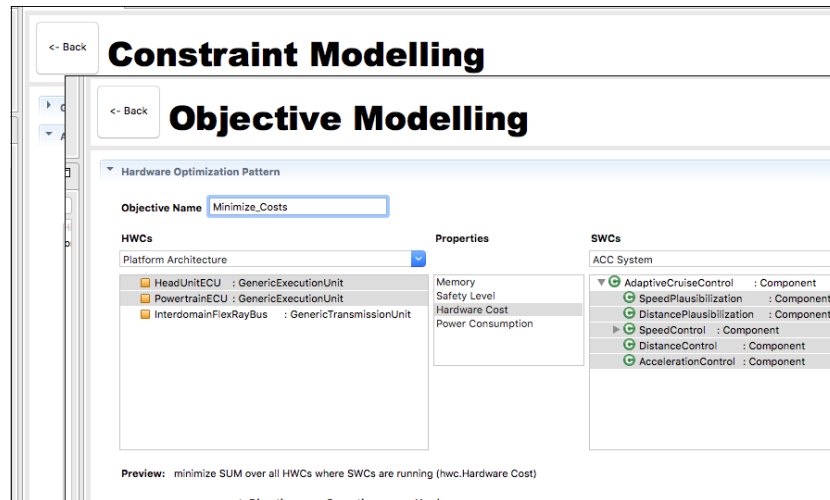 <- Back
Constraint Modelling
<- Back
Objective Modelling
Hardware Optimization Pattern
Objective Name Minimize_Costs
HWCs Properties SWCs
Platform Architecture ACC System
HeadUnitECU : GenericExecutionUnit Memory AdaptiveCruiseControl : Component
PowertrainECU : GenericExecutionUnit Safety Level SpeedPlausibilization : Component
InterdomainFlexRayBus : GenericTransmissionUnit Hardware Cost DistancePlausibilization : Component
Power Consumption SpeedControl : Component
DistanceControl : Component
AccelerationControl : Component
Preview: minimize SUM over all HWCs where SWCs are running (hwc.Hardware Cost)